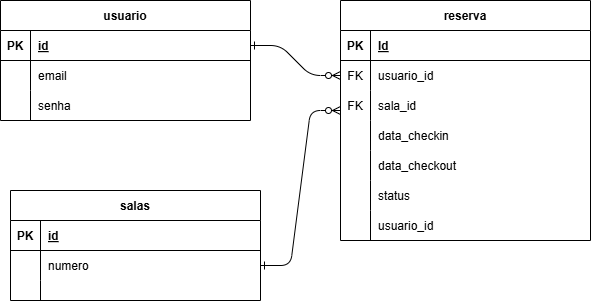 usuario
PK id
email
senha
reserva
PK Id
FK usuario_id
FK sala_id
data_checkin
data_checkout
status
usuario_id
salas
PK id
numero